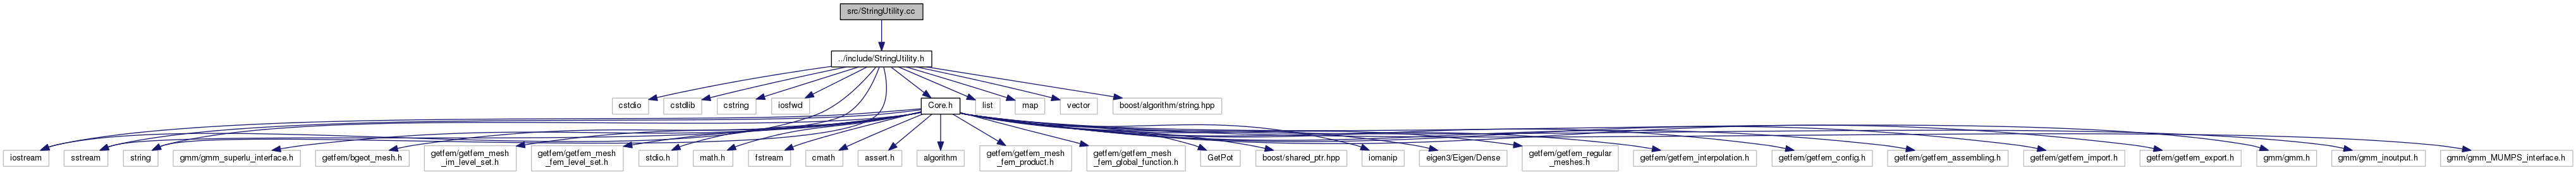 src/StringUtility.cc
../include/StringUtility.h
cstdio
cstdlib
cstring
iosfwd
Core.h
list
map
vector
boost/algorithm/string.hpp
iostream
sstream
string
gmm/gmm_superlu_interface.h
getfem/bgeot_mesh.h
getfem/getfem_mesh
_im_level_set.h
getfem/getfem_mesh
_fem_level_set.h
stdio.h
math.h
fstream
cmath
assert.h
algorithm
getfem/getfem_mesh
_fem_product.h
getfem/getfem_mesh
_fem_global_function.h
GetPot
boost/shared_ptr.hpp
iomanip
eigen3/Eigen/Dense
getfem/getfem_regular
_meshes.h
getfem/getfem_interpolation.h
getfem/getfem_config.h
getfem/getfem_assembling.h
getfem/getfem_import.h
getfem/getfem_export.h
gmm/gmm.h
gmm/gmm_inoutput.h
gmm/gmm_MUMPS_interface.h